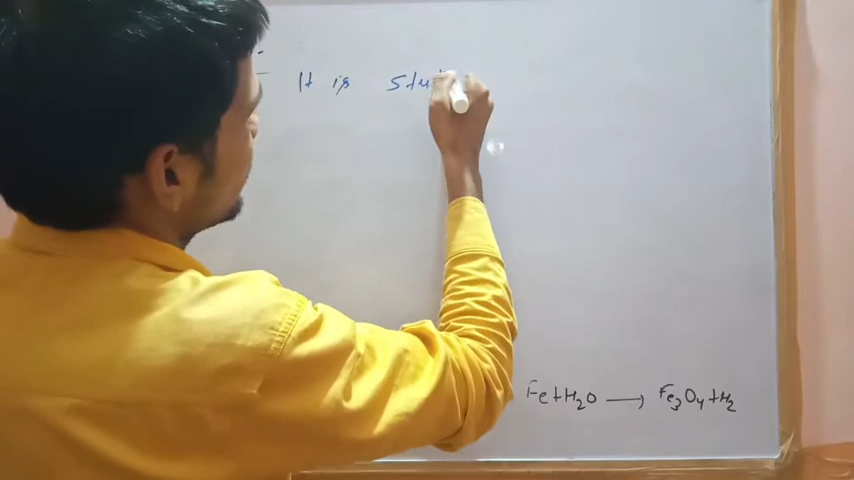 It is
Fe+H₂O → Fe₃O₄+H₂